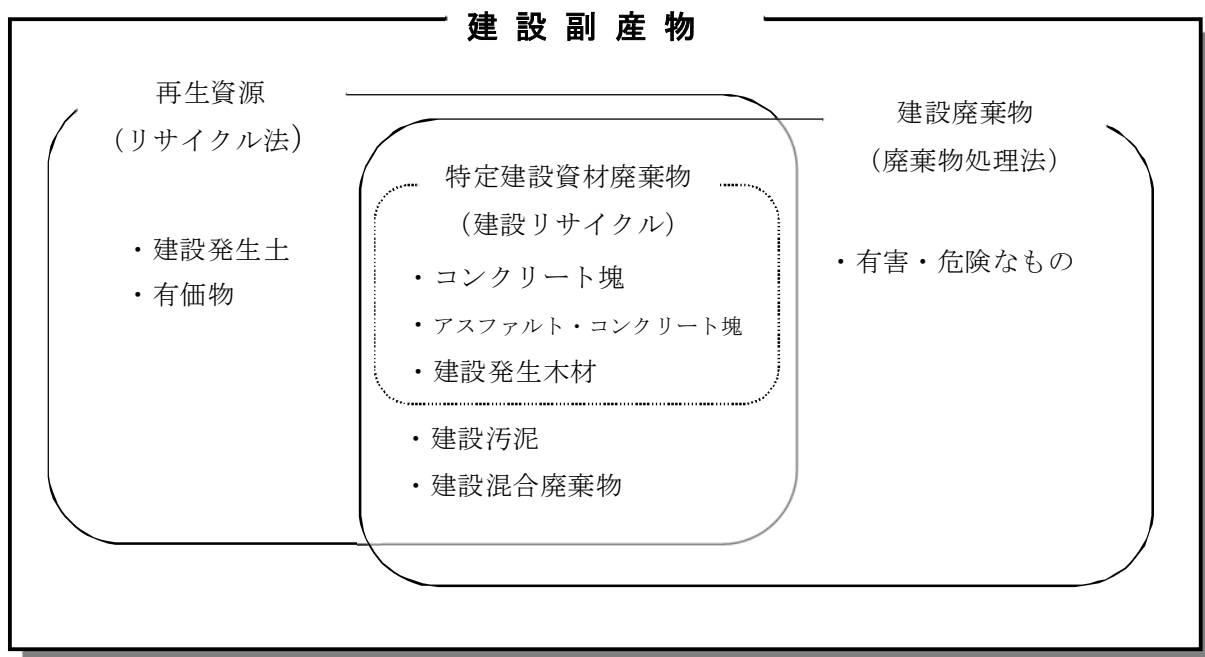 建設副産物
再生資源
(リサイクル法)
・建設発生土
・有価物
特定建設資材廃棄物
(建設リサイクル)
・コンクリート塊
・アスファルト・コンクリート塊
・建設発生木材
・建設汚泥
・建設混合廃棄物
建設廃棄物
(廃棄物処理法)
・有害・危険なもの